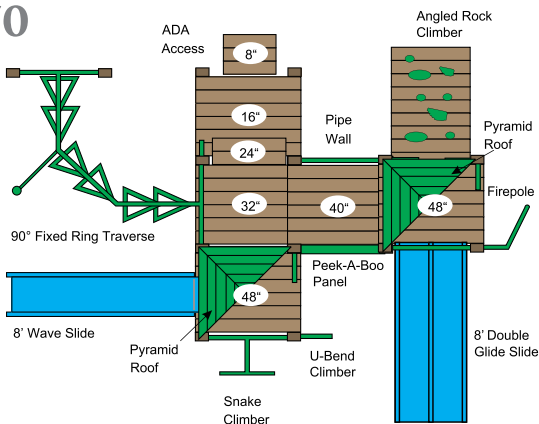 ADA
Access
8"
Angled Rock
Climber
16"
Pipe
Wall
Pyramid
Roof
24"
Firepole
32"
40"
48"
90° Fixed Ring Traverse
Peek-A-Boo
Panel
48"
8' Wave Slide
Pyramid
Roof
U-Bend
Climber
8' Double
Glide Slide
Snake
Climber